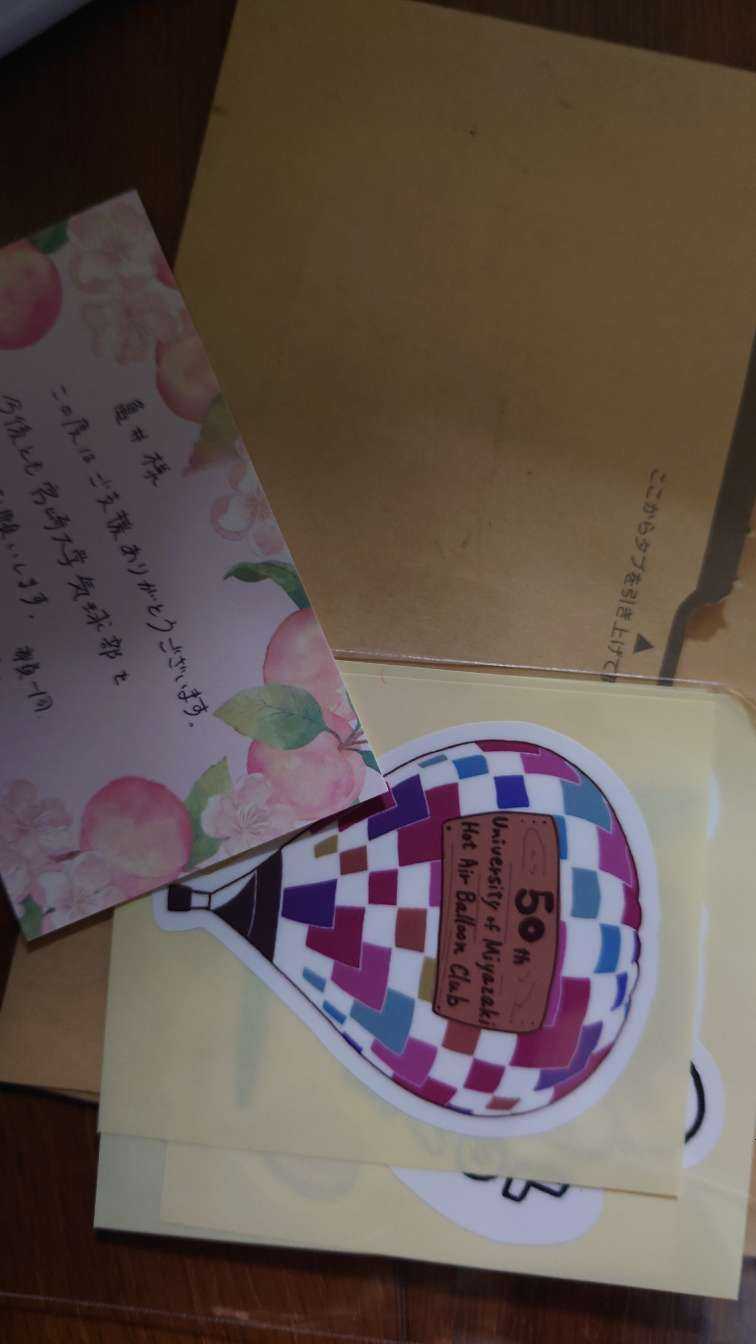 亀井様
この度はご支援ありがとうございます。
今後とも宮崎大学気球部を
お願いします。 部員一同
ここからタブを引き上げて
50th
University of Miyazaki
Hot Air Balloon Club